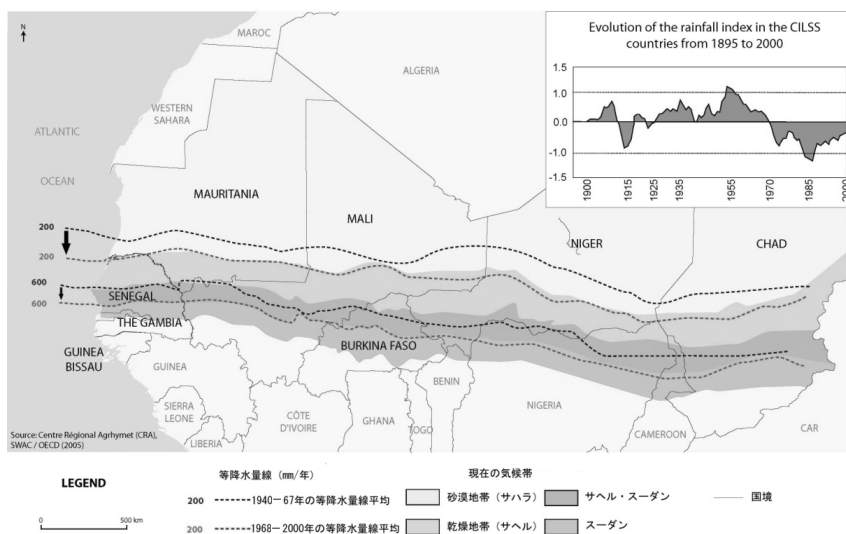 N
MAROC
ALGERIA
WESTERN
SAHARA
ATLANTIC
OCEAN
MAURITANIA
MALI
NIGER
CHAD
200
200
600
600
SENEGAL
THE GAMBIA
GUINEA
BISSAU
GUINEA
SIERRA
LEONE
LIBERIA
CÔTE
D'IVOIRE
BURKINA FASO
GHANA
TOGO
BENIN
NIGERIA
CAMEROON
CAR
Evolution of the rainfall index in the CILSS
countries from 1895 to 2000
1.5
1.0
0.0
-1.0
-1.5
1900
1915
1925
1935
1955
1970
1985
2000
Source: Centre Régional Agrhymet (CRA),
SWAC / OECD (2005)
LEGEND
0 500 km
等降水量線 (mm/年)
200 1940－67年の等降水量線平均
200 1968－2000年の等降水量線平均
現在の気候帯
砂漠地帯（サハラ）
乾燥地帯（サヘル）
サヘル・スーダン
スーダン
国境